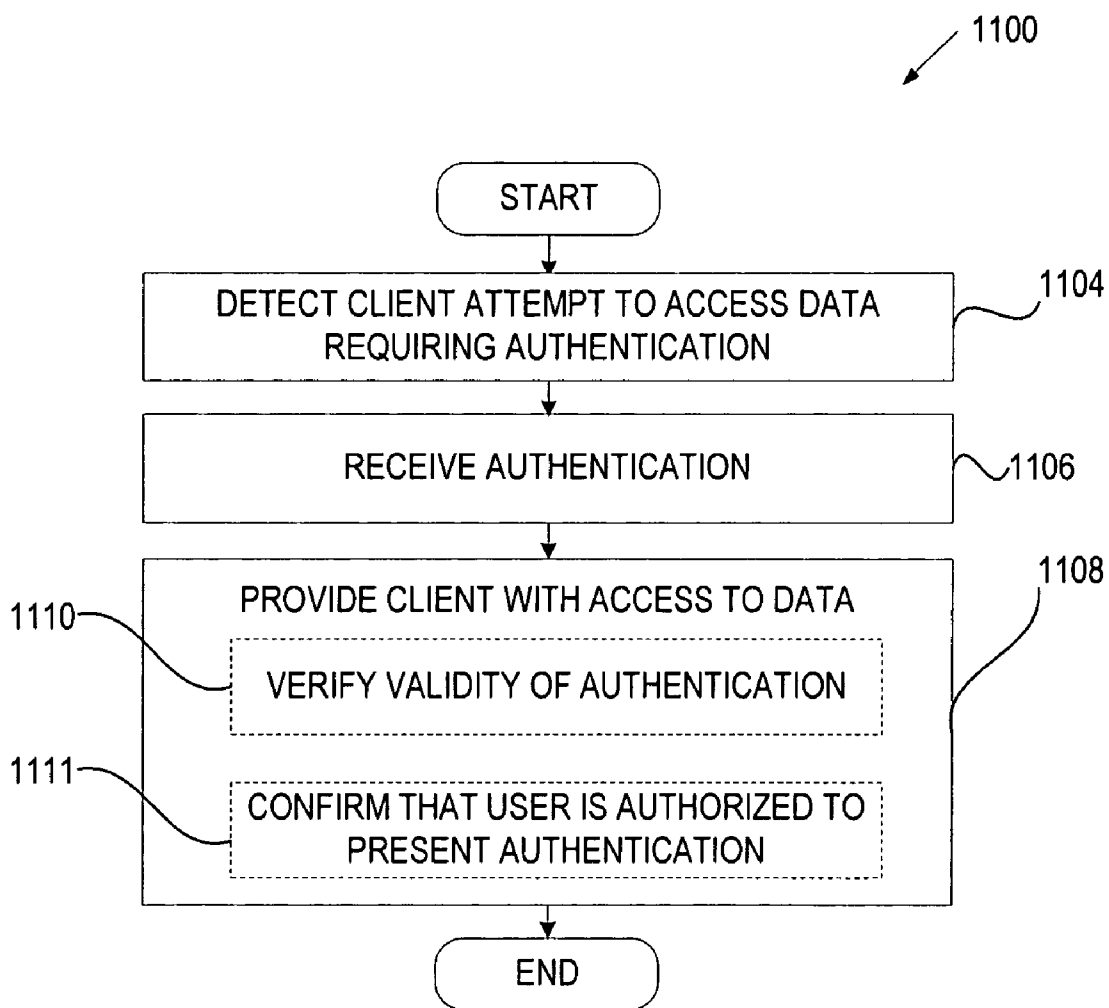 1100
START
DETECT CLIENT ATTEMPT TO ACCESS DATA
REQUIRING AUTHENTICATION
1104
RECEIVE AUTHENTICATION
1106
PROVIDE CLIENT WITH ACCESS TO DATA
1108
1110
VERIFY VALIDITY OF AUTHENTICATION
1111
CONFIRM THAT USER IS AUTHORIZED TO
PRESENT AUTHENTICATION
END